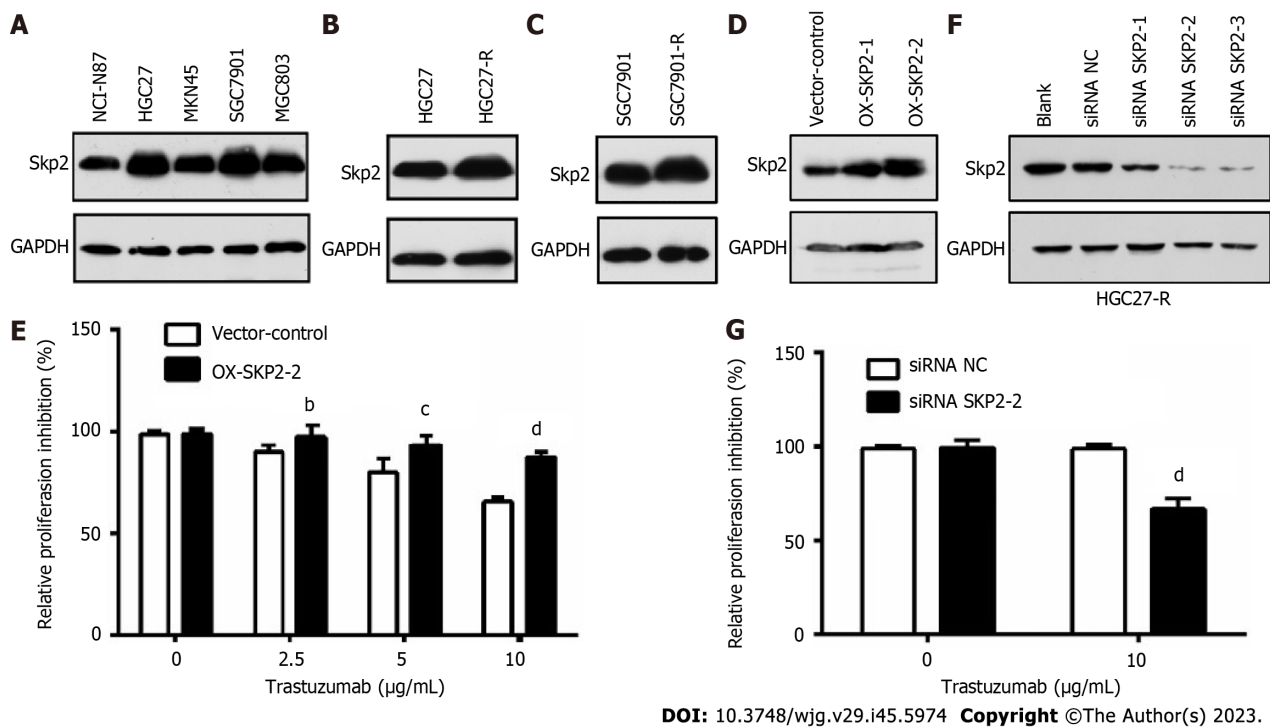 A
NCI-N87
HGC27
MKN45
SGC7901
MGC803
Skp2
GAPDH
B
HGC27
HGC27-R
Skp2
GAPDH
C
SGC7901
SGC7901-R
Skp2
GAPDH
D
Vector-control
OX-SKP2-1
OX-SKP2-2
Skp2
GAPDH
F
Blank
siRNA NC
siRNA SKP2-1
siRNA SKP2-2
siRNA SKP2-3
Skp2
GAPDH
HGC27-R
E
Relative proliferasion inhibition (%)
150
100
50
0
Vector-control
OX-SKP2-2
b
c
d
0
2.5
5
10
Trastuzumab (µg/mL)
G
Relative proliferasion inhibition (%)
150
100
50
0
siRNA NC
siRNA SKP2-2
d
0
10
Trastuzumab (µg/mL)
DOI: 10.3748/wjg.v29.i45.5974 Copyright ©The Author(s) 2023.